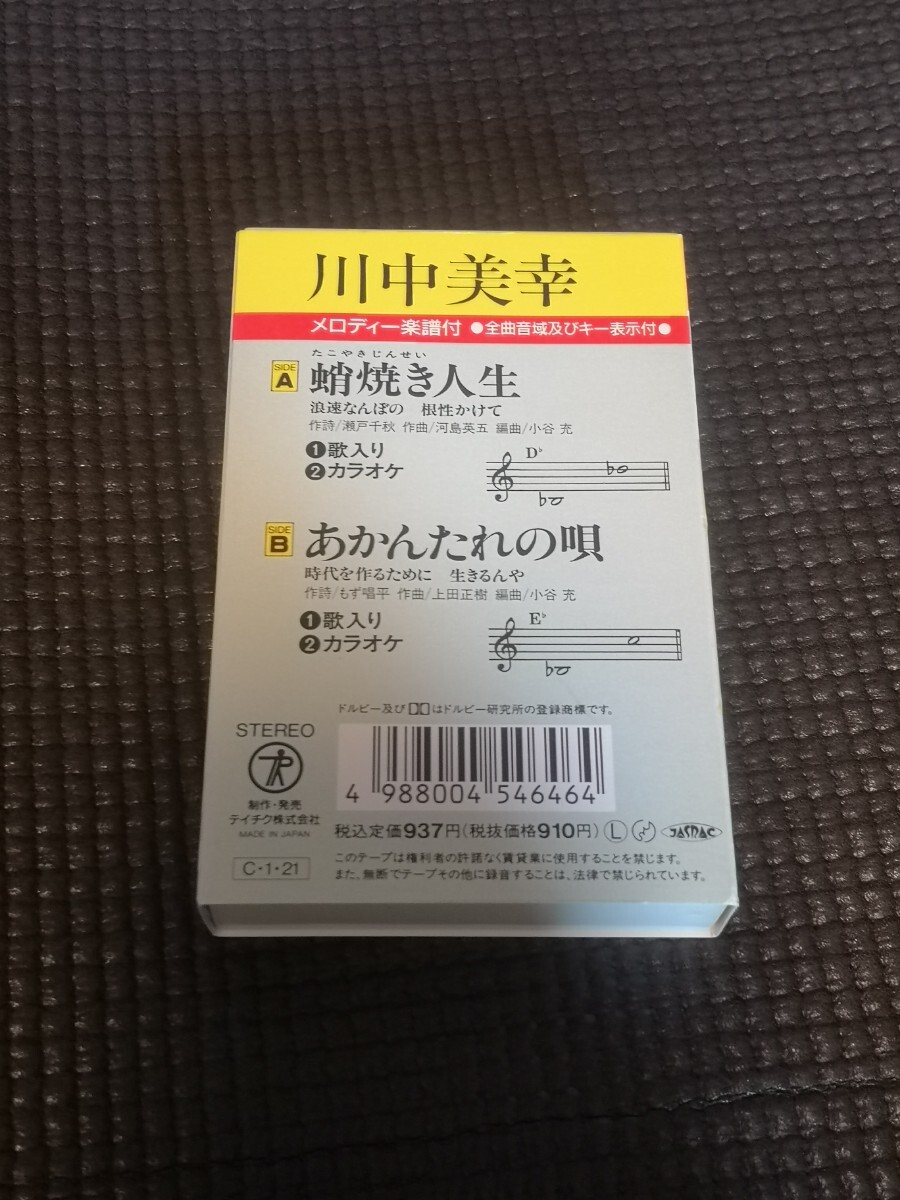 川中美幸
メロディー楽譜付 ●全曲音域及びキー表示付●
たこやきじんせい
SIDE A 蛸焼き人生
浪速なんぼの 根性かけて
作詩/瀬戸千秋 作曲/河島英五 編曲/小谷 充
❶歌入り
❷カラオケ
D♭
SIDE B あかんたれの唄
時代を作るために 生きるんや
作詩/もず唱平 作曲/上田正樹 編曲/小谷 充
❶歌入り
❷カラオケ
E♭
ドルビー及びはドルビー研究所の登録商標です。
STEREO
制作・発売
テイチク株式会社
MADE IN JAPAN
C・1・21
4 988004 546464
税込定価937円(税抜価格910円) Ⓛ JASRAC
このテープは権利者の許諾なく賃貸業に使用することを禁じます。
また、無断でテープその他に録音することは、法律で禁じられています。